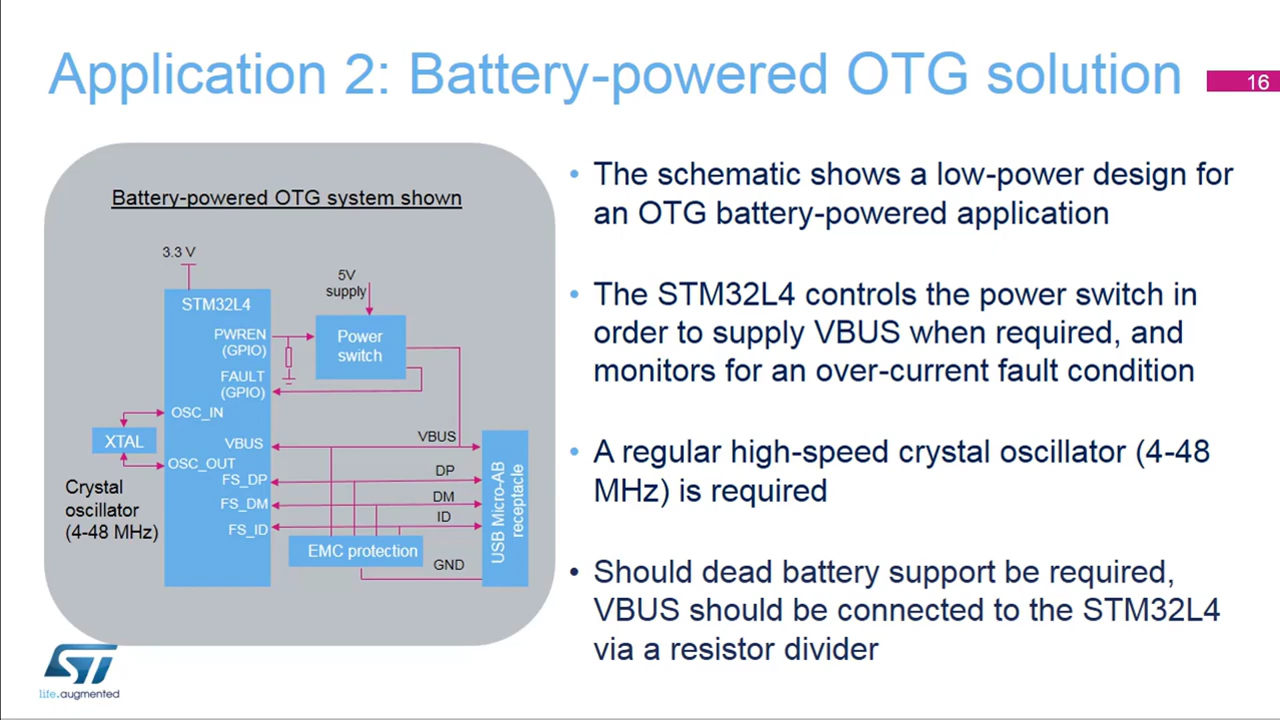 Application 2: Battery-powered OTG solution
16
Battery-powered OTG system shown
3.3 V
5V
supply
STM32L4
PWREN
(GPIO)
Power
switch
FAULT
(GPIO)
OSC_IN
XTAL
VBUS
VBUS
OSC_OUT
FS_DP
DP
FS_DM
DM
FS_ID
ID
Crystal
oscillator
(4-48 MHz)
EMC protection
GND
USB Micro-AB
receptacle
• The schematic shows a low-power design for
an OTG battery-powered application
• The STM32L4 controls the power switch in
order to supply VBUS when required, and
monitors for an over-current fault condition
• A regular high-speed crystal oscillator (4-48
MHz) is required
• Should dead battery support be required,
VBUS should be connected to the STM32L4
via a resistor divider
ST
life.augmented